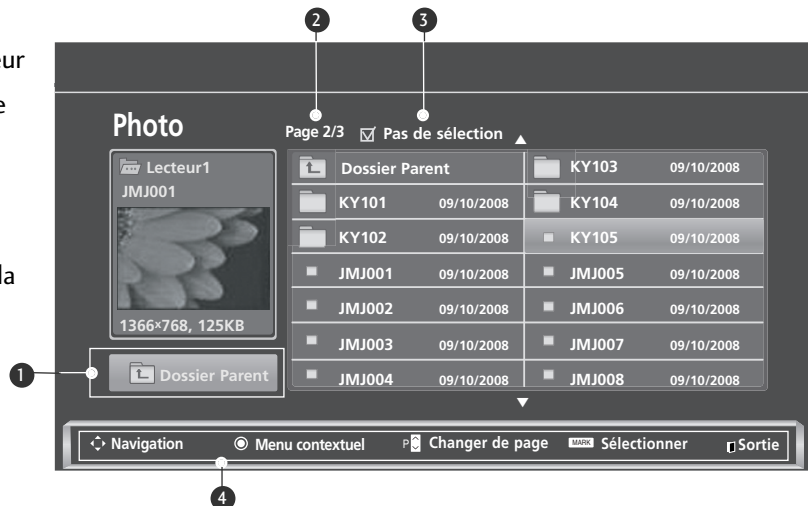 2 3
eur
e
la
Photo
Page 2/3 Pas de sélection
Lecteur1
JMJ001
1366x768, 125KB
1 Dossier Parent
Dossier Parent
KY101 09/10/2008
KY102 09/10/2008
JMJ001 09/10/2008
JMJ002 09/10/2008
JMJ003 09/10/2008
JMJ004 09/10/2008
KY103 09/10/2008
KY104 09/10/2008
KY105 09/10/2008
JMJ005 09/10/2008
JMJ006 09/10/2008
JMJ007 09/10/2008
JMJ008 09/10/2008
Navigation Menu contextuel P Changer de page MARK Sélectionner Sortie
4